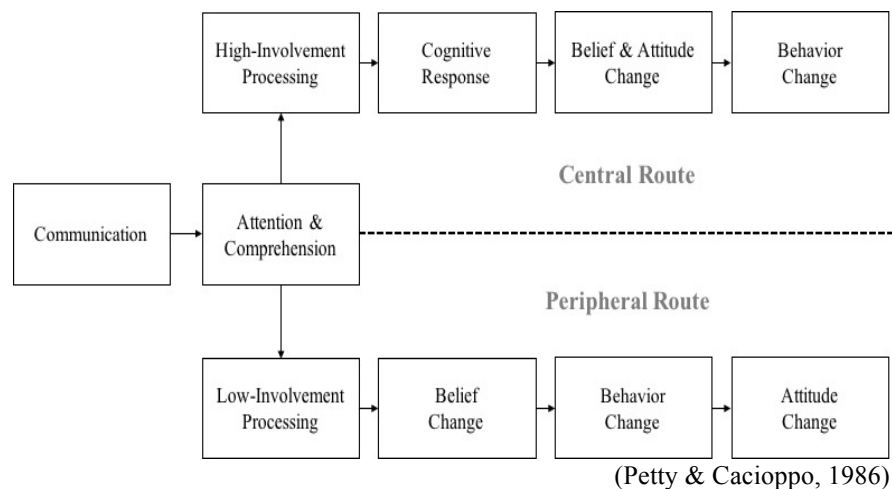 High-Involvement
Processing
Cognitive
Response
Belief & Attitude
Change
Behavior
Change
Central Route
Communication
Attention &
Comprehension
Peripheral Route
Low-Involvement
Processing
Belief
Change
Behavior
Change
Attitude
Change
(Petty & Cacioppo, 1986)